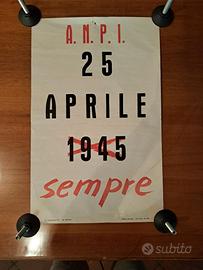 A.N.P.I.
25
APRILE
1945
sempre
subito